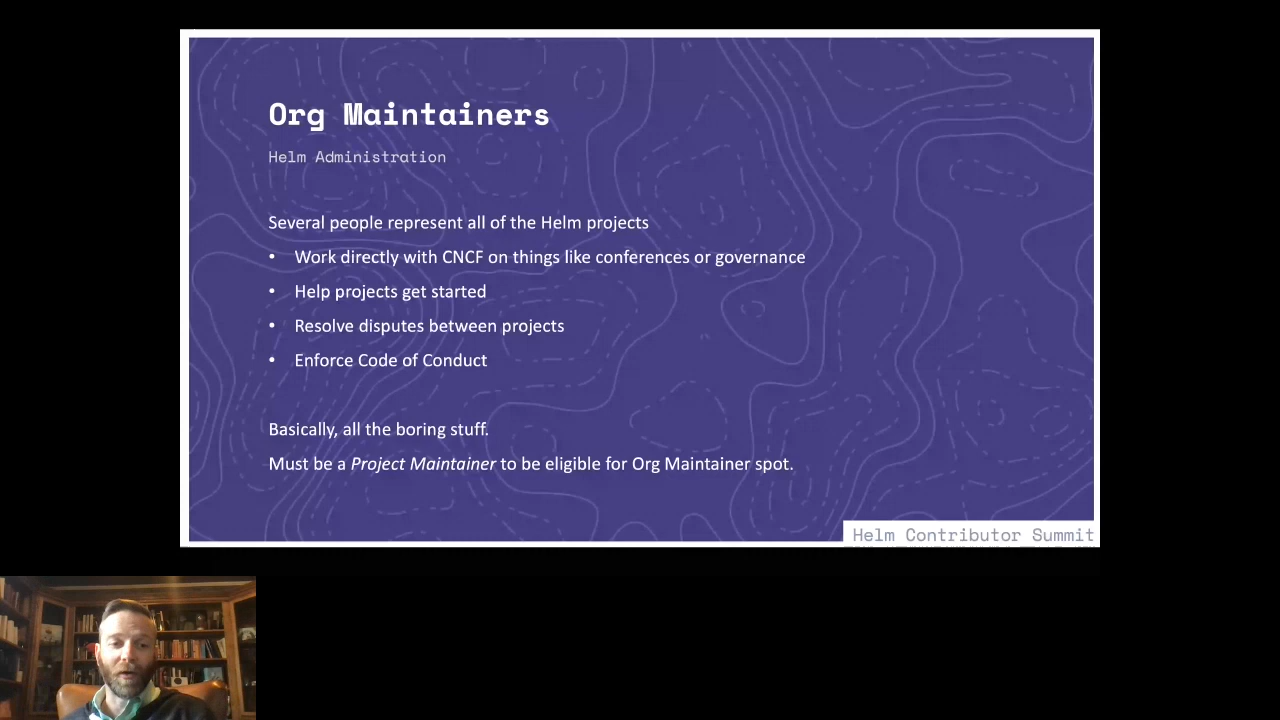 Org Maintainers
Helm Administration
Several people represent all of the Helm projects
• Work directly with CNCF on things like conferences or governance
• Help projects get started
• Resolve disputes between projects
• Enforce Code of Conduct
Basically, all the boring stuff.
Must be a Project Maintainer to be eligible for Org Maintainer spot.
Helm Contributor Summit